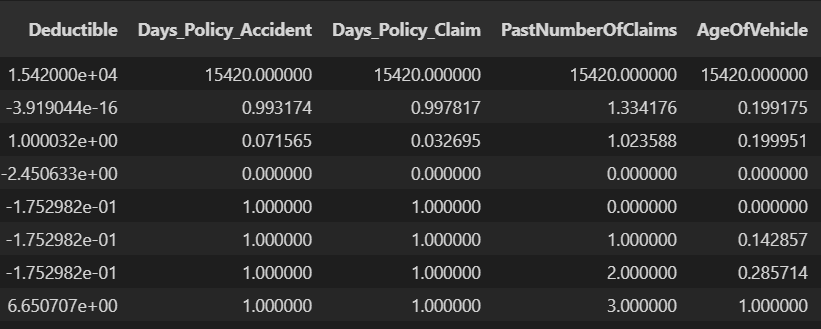 Deductible Days_Policy_Accident Days_Policy_Claim PastNumberOfClaims AgeOfVehicle
1.542000e+04 15420.000000 15420.000000 15420.000000 15420.000000
-3.919044e-16 0.993174 0.997817 1.334176 0.199175
1.000032e+00 0.071565 0.032695 1.023588 0.199951
-2.450633e+00 0.000000 0.000000 0.000000 0.000000
-1.752982e-01 1.000000 1.000000 0.000000 0.000000
-1.752982e-01 1.000000 1.000000 1.000000 0.142857
-1.752982e-01 1.000000 1.000000 2.000000 0.285714
6.650707e+00 1.000000 1.000000 3.000000 1.000000